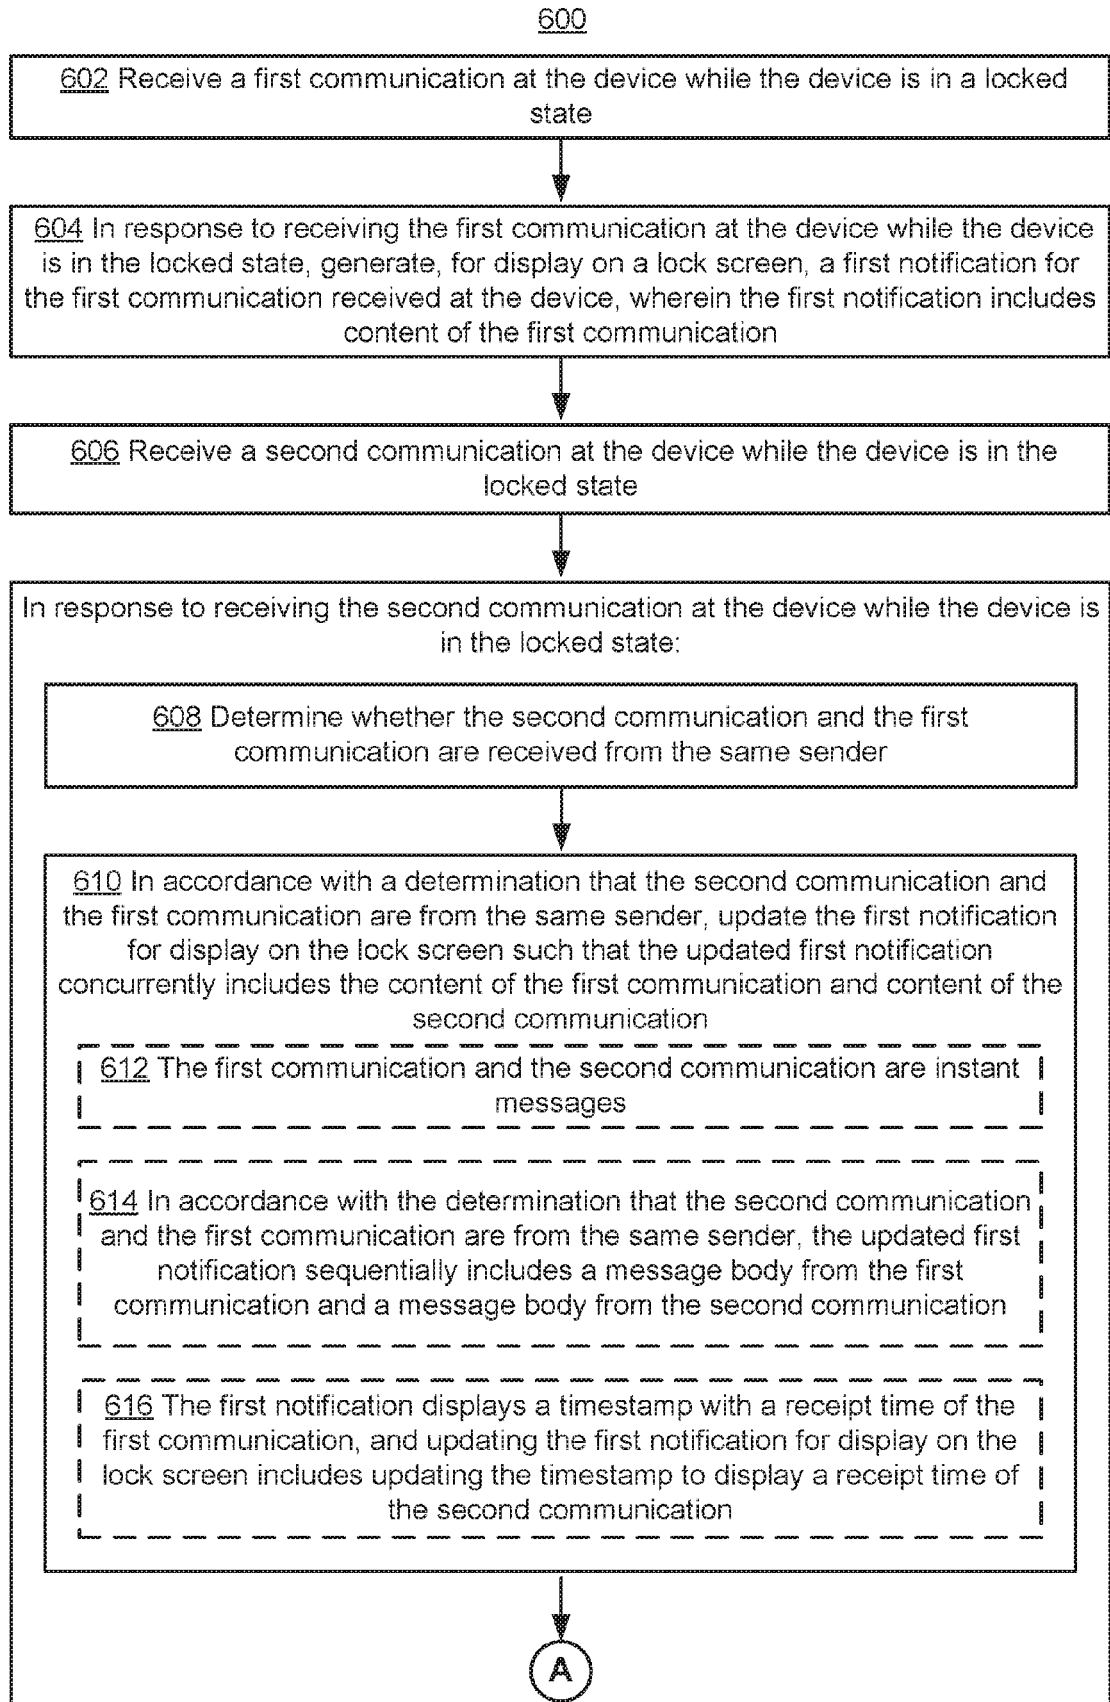 600
602 Receive a first communication at the device while the device is in a locked
state
604 In response to receiving the first communication at the device while the device
is in the locked state, generate, for display on a lock screen, a first notification for
the first communication received at the device, wherein the first notification includes
content of the first communication
606 Receive a second communication at the device while the device is in the
locked state
In response to receiving the second communication at the device while the device is
in the locked state:
608 Determine whether the second communication and the first
communication are received from the same sender
610 In accordance with a determination that the second communication and
the first communication are from the same sender, update the first notification
for display on the lock screen such that the updated first notification
concurrently includes the content of the first communication and content of the
second communication
612 The first communication and the second communication are instant
messages
614 In accordance with the determination that the second communication
and the first communication are from the same sender, the updated first
notification sequentially includes a message body from the first
communication and a message body from the second communication
616 The first notification displays a timestamp with a receipt time of the
first communication, and updating the first notification for display on the
lock screen includes updating the timestamp to display a receipt time of
the second communication
A